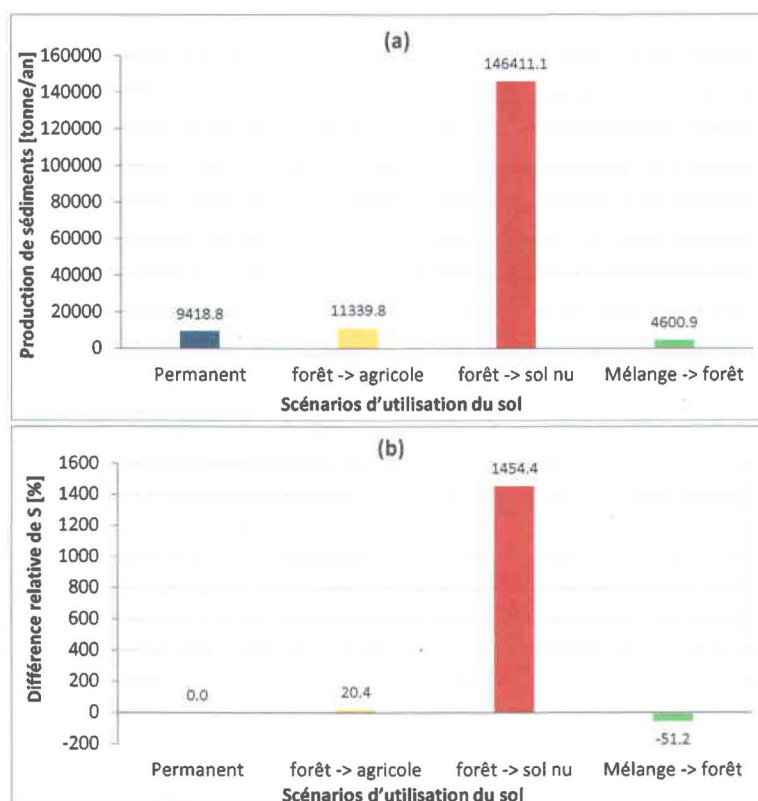 (a)
Production de sédiments [tonne/an]
160000
140000
120000
100000
80000
60000
40000
20000
0
9418.8
11339.8
146411.1
4600.9
Permanent
forêt -> agricole
forêt -> sol nu
Mélange -> forêt
Scénarios d'utilisation du sol
(b)
Différence relative de S [%]
1600
1400
1200
1000
800
600
400
200
0
-200
0.0
20.4
1454.4
-51.2
Permanent
forêt -> agricole
forêt -> sol nu
Mélange -> forêt
Scénarios d'utilisation du sol